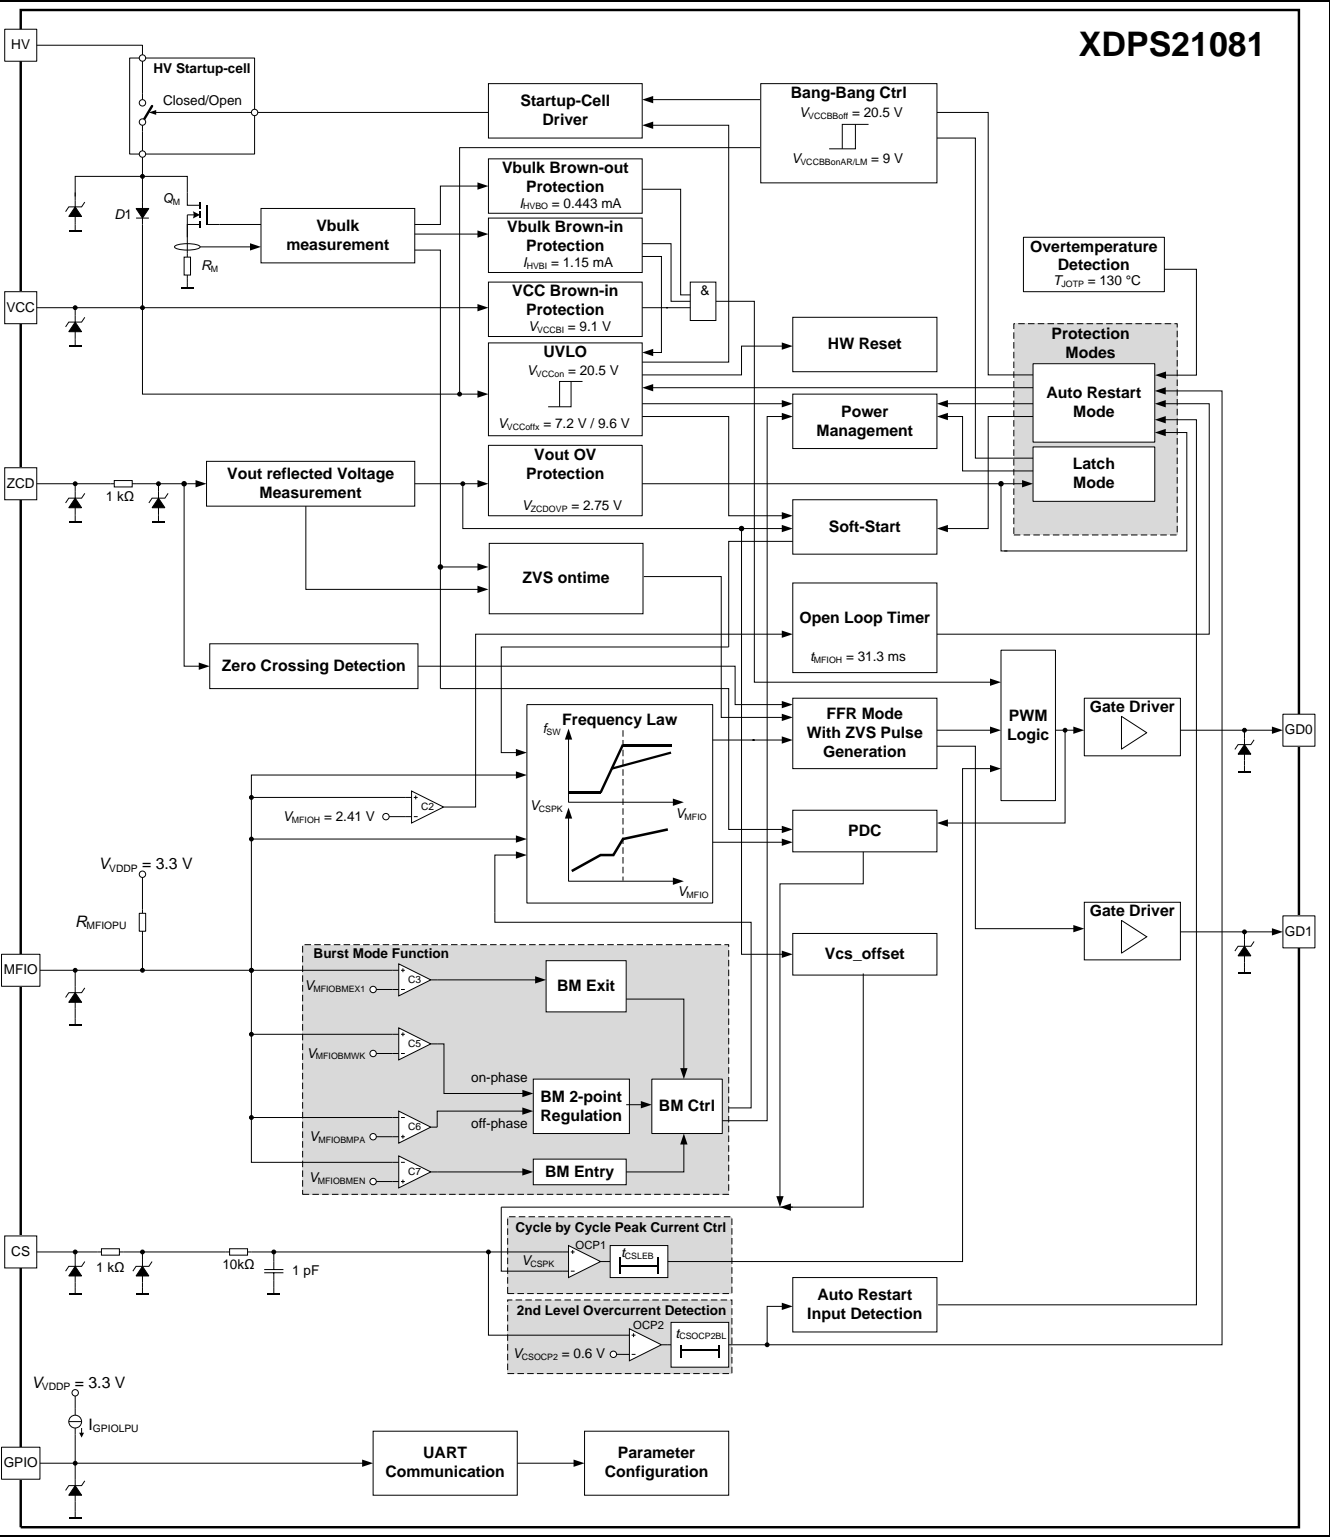 XDPS21081
HV
HV Startup-cell
Closed/Open
Startup-Cell
Driver
Bang-Bang Ctrl
VVCCBBoff = 20.5 V
VVCCBBonAR/LM = 9 V
Vbulk Brown-out
Protection
IHVBO = 0.443 mA
QM
D1
RM
Vbulk
measurement
Vbulk Brown-in
Protection
IHVBI = 1.15 mA
Overtemperature
Detection
TJOTP = 130 °C
VCC
VCC Brown-in
Protection
VVCCBI = 9.1 V
&
HW Reset
Protection
Modes
UVLO
VVCCon = 20.5 V
VVCCoffx = 7.2 V / 9.6 V
Power
Management
Auto Restart
Mode
Latch
Mode
ZCD
1 kΩ
Vout reflected Voltage
Measurement
Vout OV
Protection
VZCDOVP = 2.75 V
Soft-Start
ZVS ontime
Open Loop Timer
tMFIOH = 31.3 ms
Zero Crossing Detection
Frequency Law
fSW
VMFIO
VCSPK
VMFIO
FFR Mode
With ZVS Pulse
Generation
PWM
Logic
Gate Driver
GD0
+
−
C2
VMFIOH = 2.41 V
PDC
VVDDP = 3.3 V
RMFIOPU
Gate Driver
GD1
MFIO
Burst Mode Function
Vcs_offset
+
−
C3
VMFIOBMEX1
BM Exit
+
−
C5
VMFIOBMWK
on-phase
BM 2-point
Regulation
BM Ctrl
off-phase
−
+
C6
VMFIOBMPA
−
+
C7
VMFIOBMEN
BM Entry
Cycle by Cycle Peak Current Ctrl
CS
1 kΩ
10kΩ
1 pF
OCP1
+
−
VCSPK
tCSLEB
2nd Level Overcurrent Detection
OCP2
+
−
VCSOCP2 = 0.6 V
tCSOCP2BL
Auto Restart
Input Detection
VVDDP = 3.3 V
IGPIOLPU
GPIO
UART
Communication
Parameter
Configuration